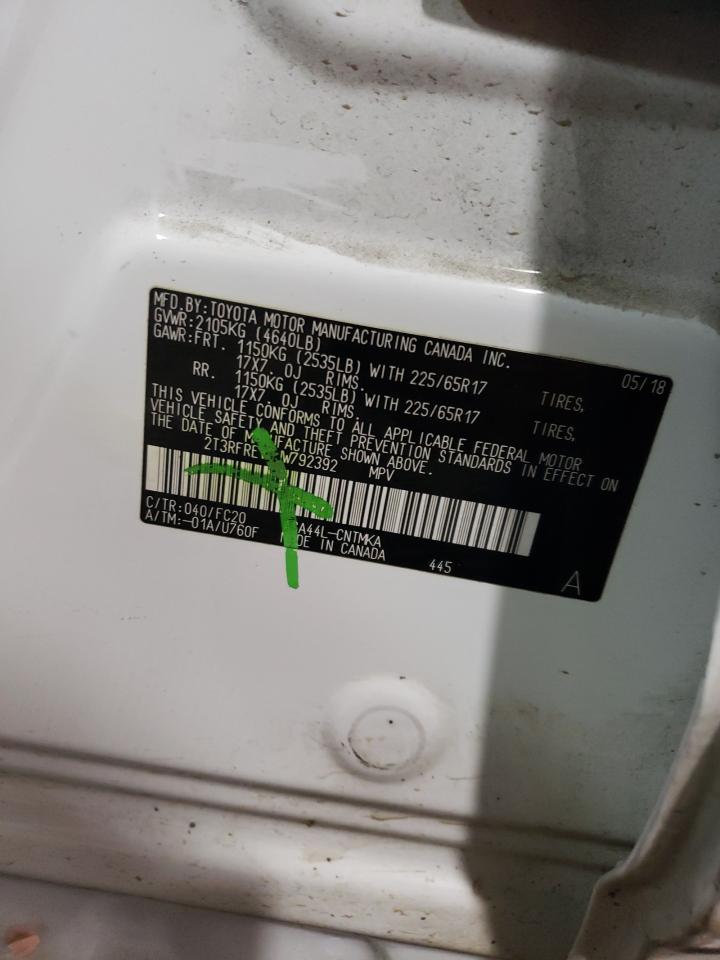 MFD.BY:TOYOTA MOTOR MANUFACTURING CANADA INC.
GVWR:2105KG (4640LB) 05/18
GAWR:FRT. 1150KG (2535LB) WITH 225/65R17 TIRES,
17X7.0J RIMS.
RR. 1150KG (2535LB) WITH 225/65R17 TIRES,
17X7.0J RIMS.
THIS VEHICLE CONFORMS TO ALL APPLICABLE FEDERAL MOTOR
VEHICLE SAFETY AND THEFT PREVENTION STANDARDS IN EFFECT ON
THE DATE OF MANUFACTURE SHOWN ABOVE.
MPV
C/TR:040/FC20
A/TM:-01A/U760F MADE IN CANADA 445 A